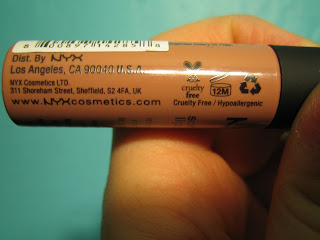 Dist. By NYX
Los Angeles, CA 90040 U.S.A.
NYX Cosmetics LTD.
311 Shoreham Street, Sheffield, S2 4FA, UK
www.NYXcosmetics.com
cruelty
free
12M
Cruelty Free / Hypoallergenic